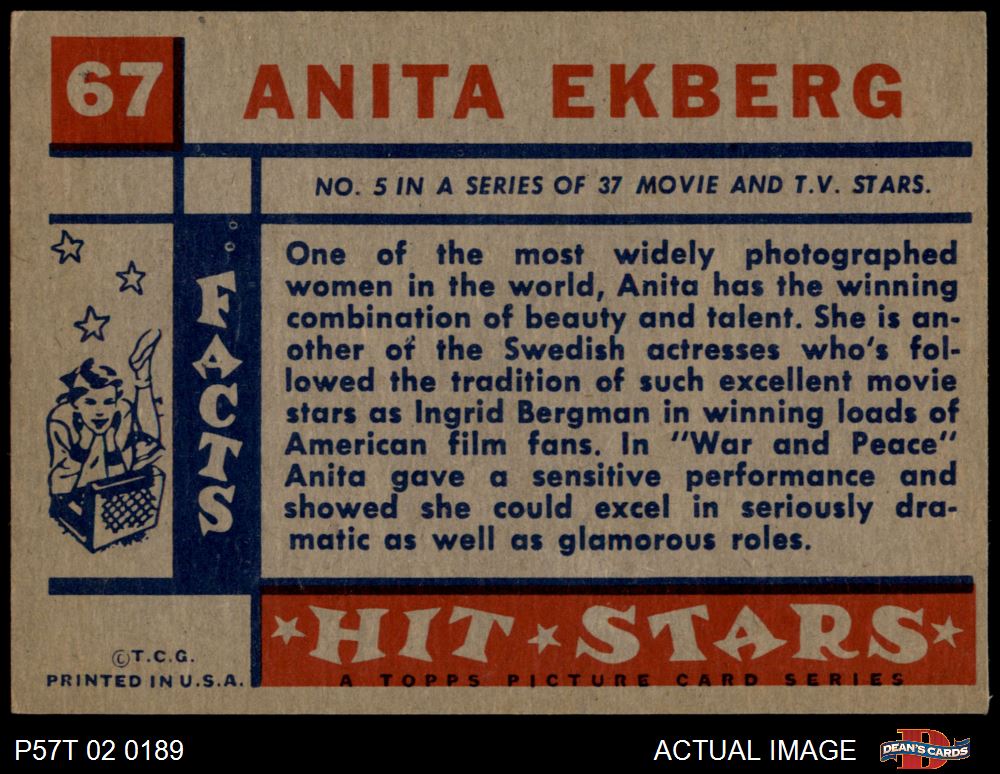 67
ANITA EKBERG
NO. 5 IN A SERIES OF 37 MOVIE AND T.V. STARS.
FACTS
One of the most widely photographed
women in the world, Anita has the winning
combination of beauty and talent. She is an-
other of the Swedish actresses who's fol-
lowed the tradition of such excellent movie
stars as Ingrid Bergman in winning loads of
American film fans. In "War and Peace"
Anita gave a sensitive performance and
showed she could excel in seriously dra-
matic as well as glamorous roles.
HIT STARS
A TOPPS PICTURE CARD SERIES
©T.C.G.
PRINTED IN U.S.A.
P57T 02 0189
ACTUAL IMAGE
D
DEAN'S CARDS